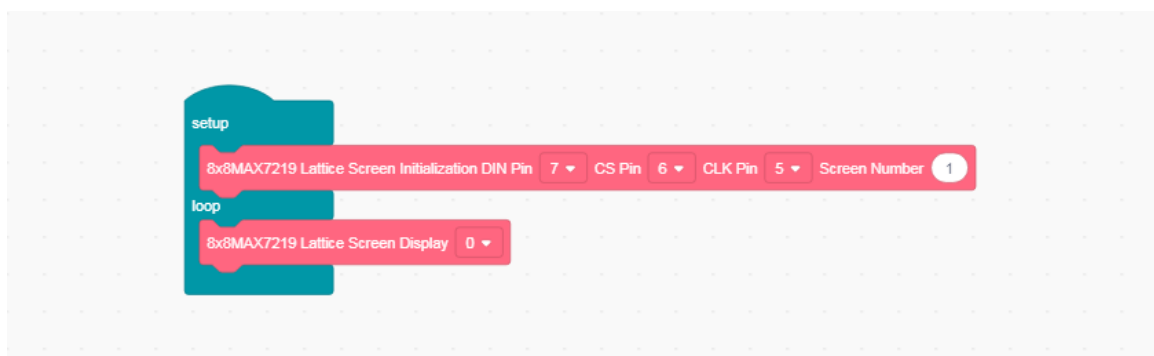 setup
8x8MAX7219 Lattice Screen Initialization DIN Pin 7 CS Pin 6 CLK Pin 5 Screen Number 1
loop
8x8MAX7219 Lattice Screen Display 0